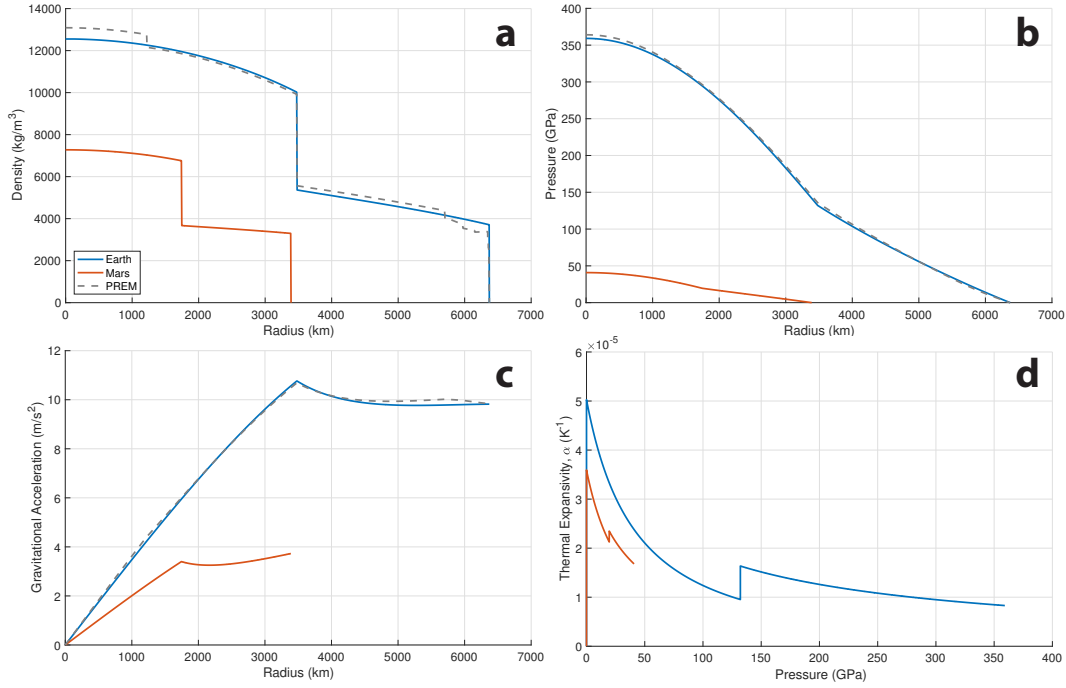 a
14000
12000
10000
8000
6000
4000
2000
0
Density (kg/m³)
Earth
Mars
PREM
0 1000 2000 3000 4000 5000 6000 7000
Radius (km)
b
400
350
300
250
200
150
100
50
0
Pressure (GPa)
0 1000 2000 3000 4000 5000 6000 7000
Radius (km)
c
12
10
8
6
4
2
0
Gravitational Acceleration (m/s²)
0 1000 2000 3000 4000 5000 6000 7000
Radius (km)
d
×10⁻⁵
6
5
4
3
2
1
0
Thermal Expansivity, α (K⁻¹)
0 50 100 150 200 250 300 350 400
Pressure (GPa)